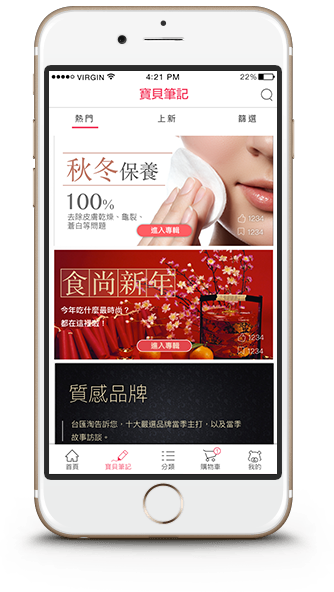 VIRGIN
4:21 PM
22%
寶貝筆記
熱門
上新
篩選
秋冬保養
100%
去除皮膚乾燥、龜裂、
蒼白等問題
進入專輯
1234
1234
食尚新年
今年吃什麼最時尚？
都在這裡啦！
進入專輯
1234
1234
質感品牌
台匯淘告訴您，十大嚴選品牌當季主打，以及當季
故事訪談。
首頁
寶貝筆記
分類
購物車
我的